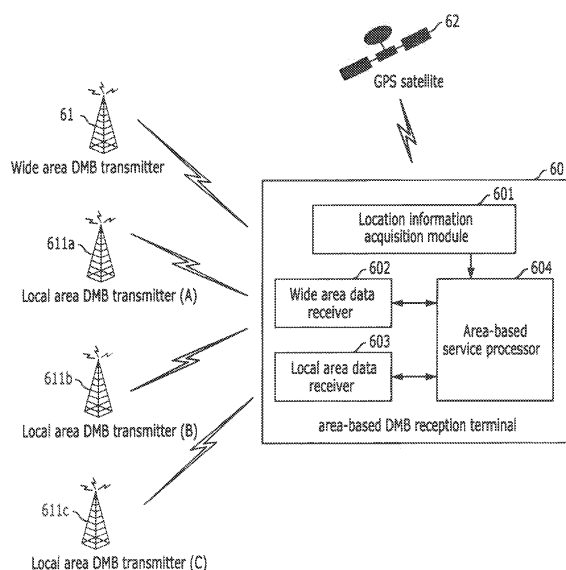 62
GPS satellite
61
Wide area DMB transmitter
60
601
Location information
acquisition module
611a
Local area DMB transmitter (A)
602
Wide area data
receiver
604
Area-based
service processor
603
Local area data
receiver
611b
Local area DMB transmitter (B)
area-based DMB reception terminal
611c
Local area DMB transmitter (C)